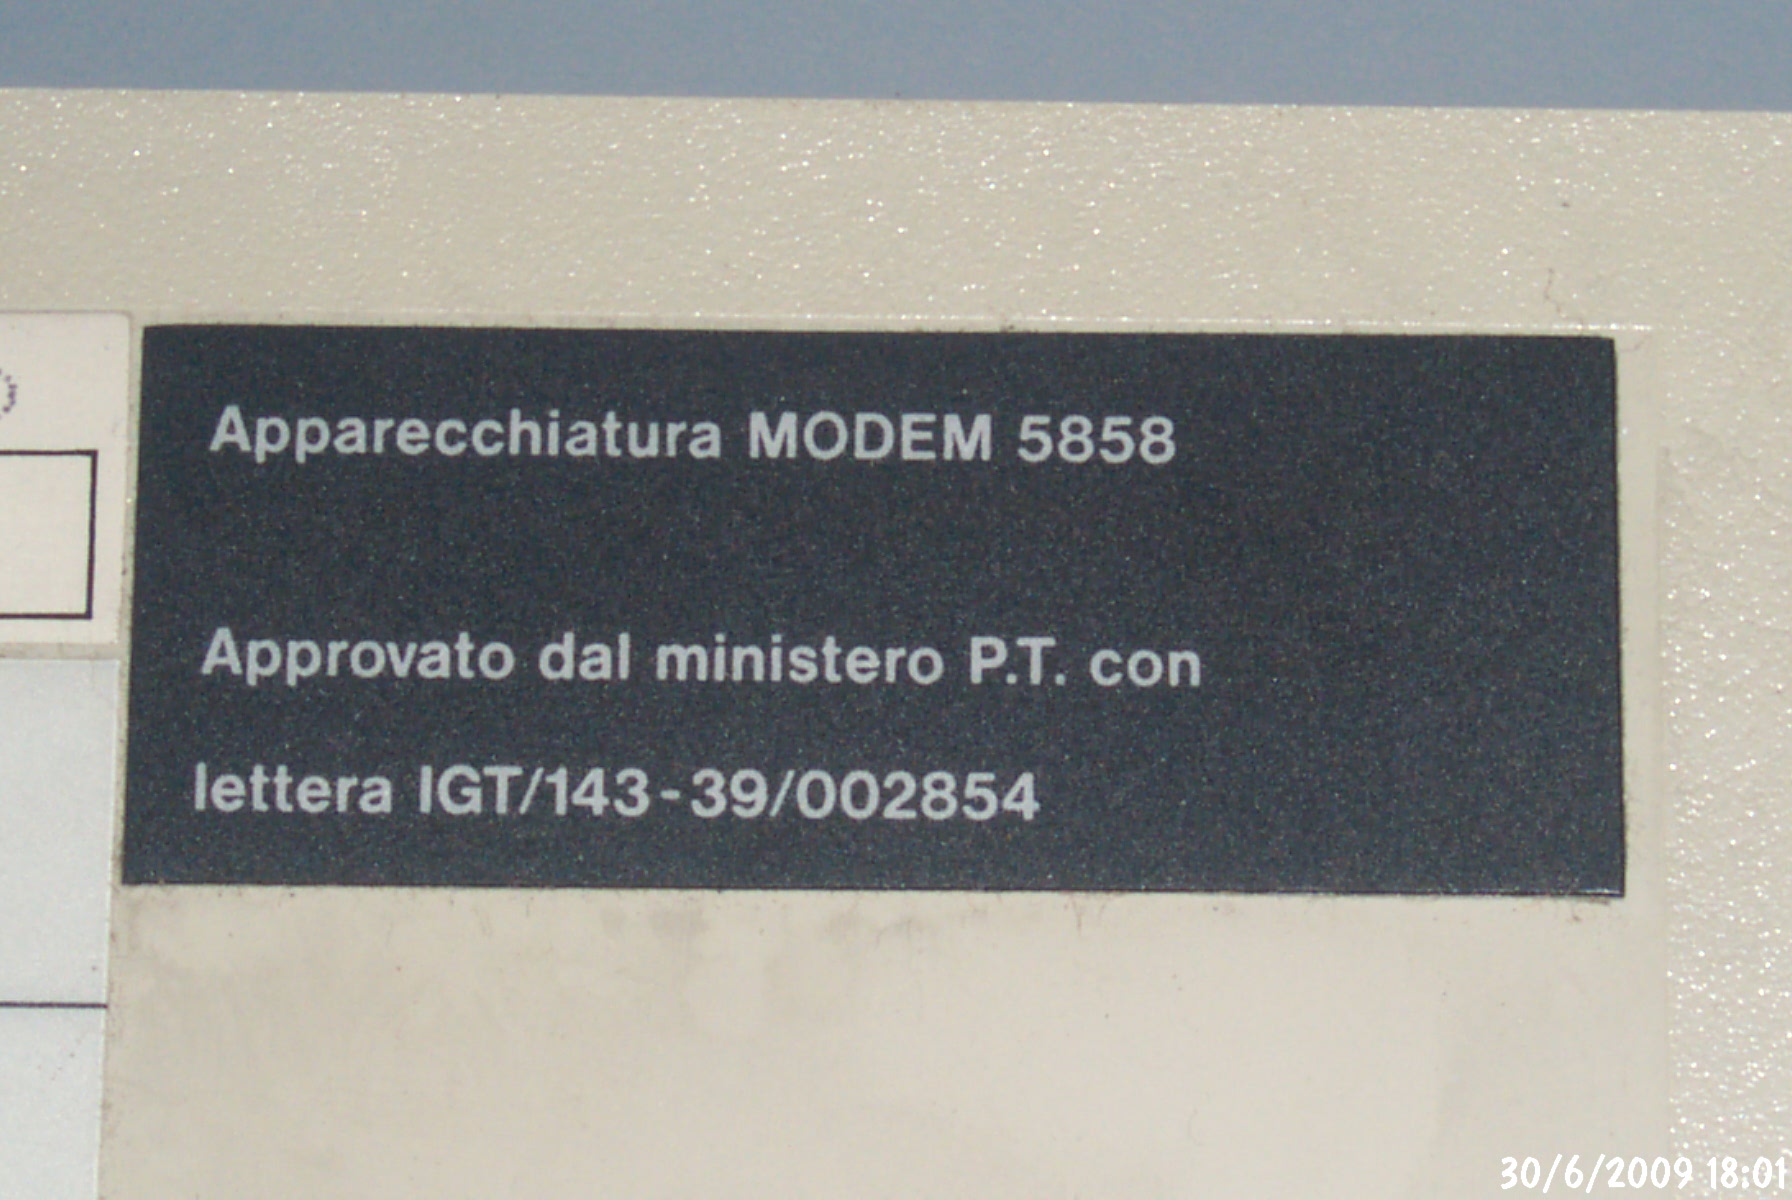 Apparecchiatura MODEM 5858
Approvato dal ministero P.T. con
lettera IGT/143-39/002854
30/6/2009 18:01